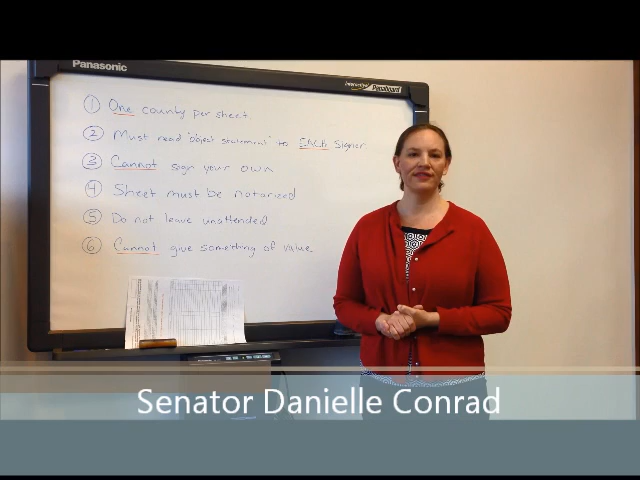 Panasonic
interactive Panaboard
① One county per sheet
② Must read "object statement" to EACH Signer.
③ Cannot sign your own
④ Sheet must be notarized
⑤ Do not leave unattended
⑥ Cannot give something of value
Senator Danielle Conrad